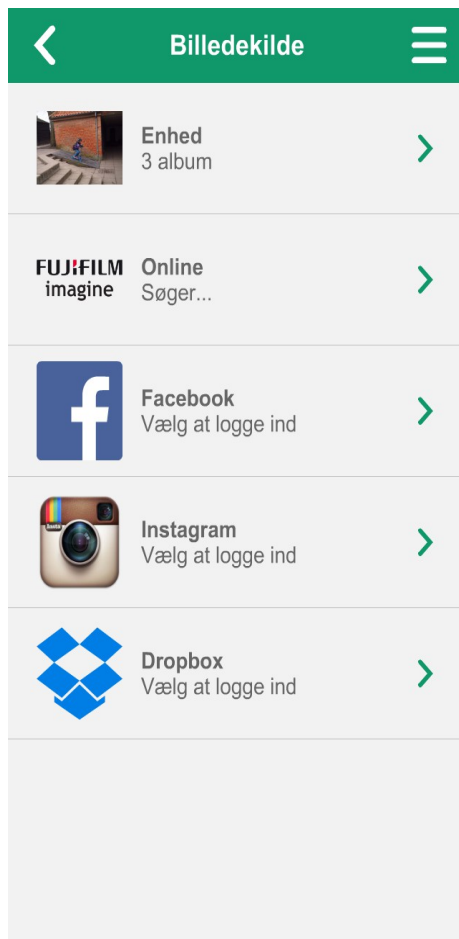 Billedekilde
Enhed
3 album
FUJIFILM
imagine
Online
Søger...
Facebook
Vælg at logge ind
Insta
Instagram
Vælg at logge ind
Dropbox
Vælg at logge ind